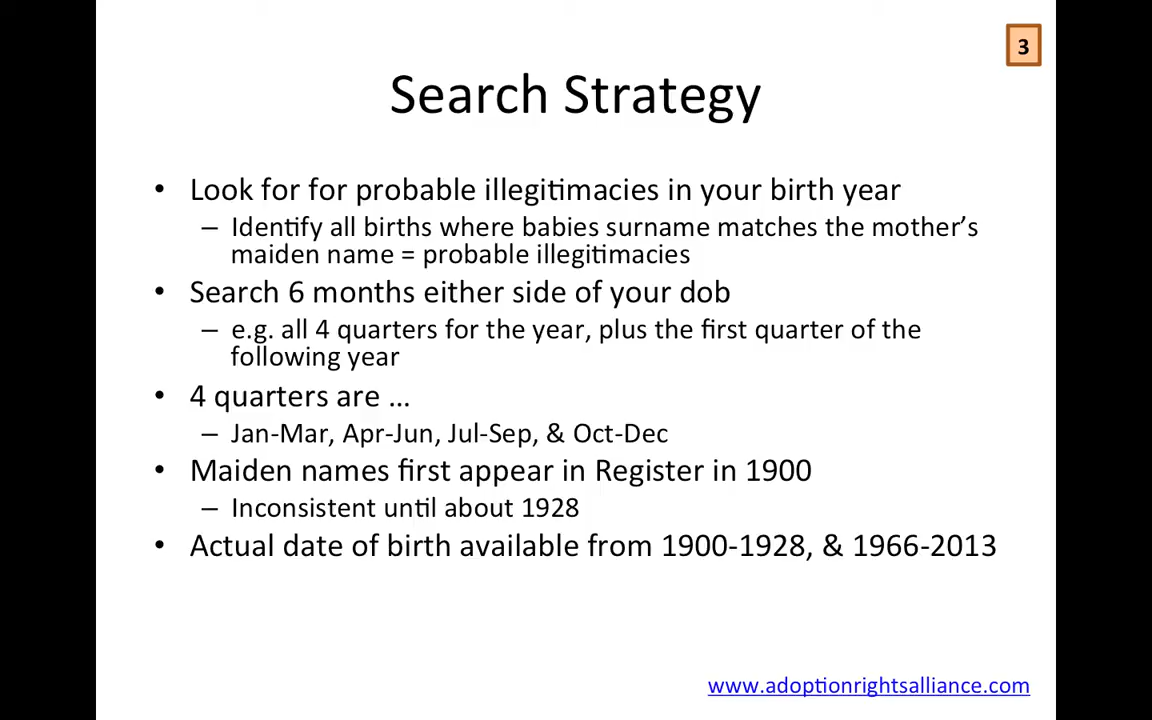 3
Search Strategy
• Look for for probable illegitimacies in your birth year
– Identify all births where babies surname matches the mother's
maiden name = probable illegitimacies
• Search 6 months either side of your dob
– e.g. all 4 quarters for the year, plus the first quarter of the
following year
• 4 quarters are ...
– Jan-Mar, Apr-Jun, Jul-Sep, & Oct-Dec
• Maiden names first appear in Register in 1900
– Inconsistent until about 1928
• Actual date of birth available from 1900-1928, & 1966-2013
www.adoptionrightsalliance.com